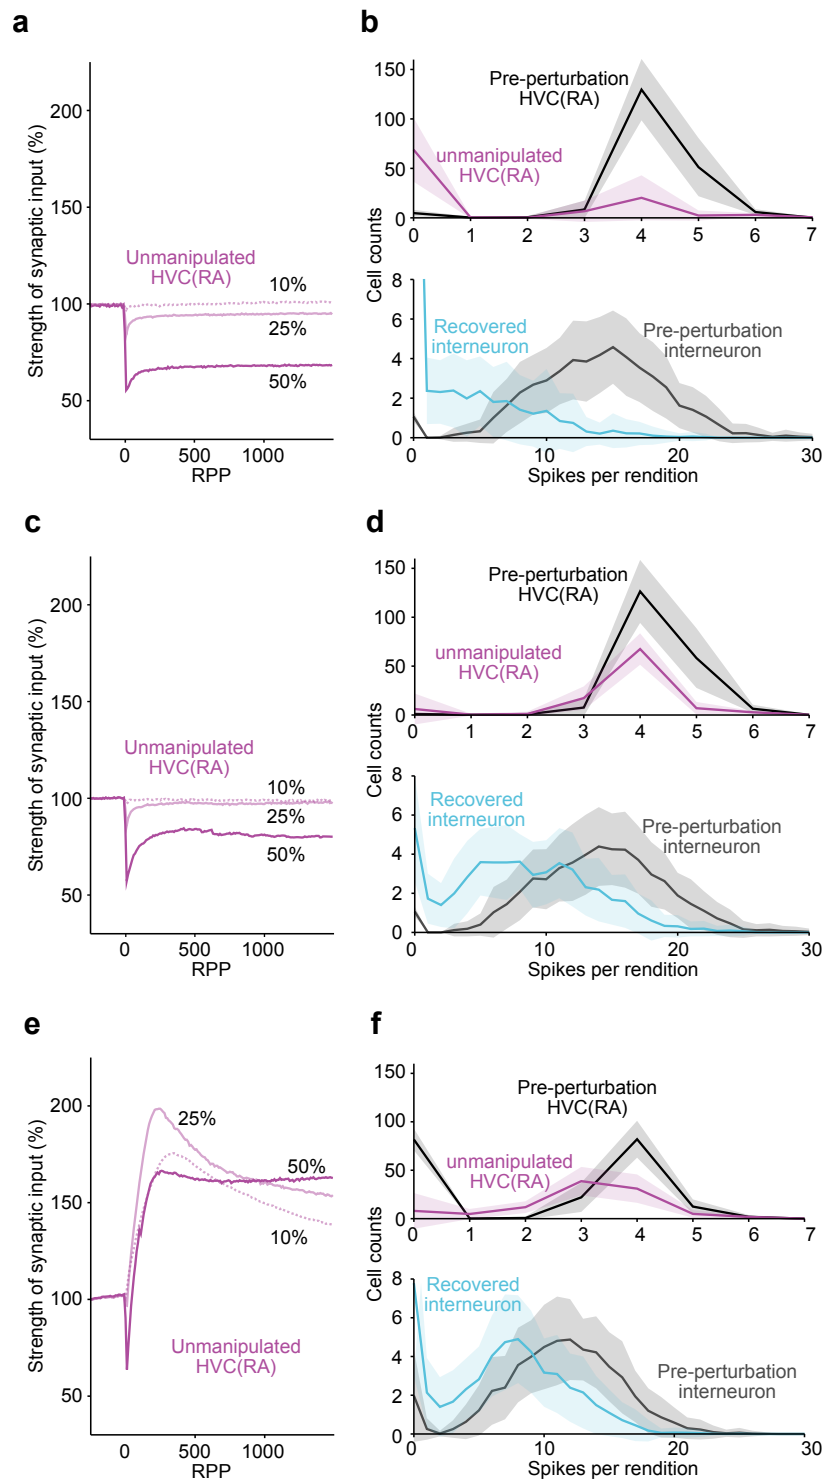 a
Strength of synaptic input (%)
200
150
100
50
Unmanipulated
HVC(RA)
10%
25%
50%
0
500
1000
RPP
b
Cell counts
150
100
50
0
Pre-perturbation
HVC(RA)
unmanipulated
HVC(RA)
0 1 2 3 4 5 6 7
8
6
4
2
0
Recovered
interneuron
Pre-perturbation
interneuron
0 10 20 30
Spikes per rendition
c
Strength of synaptic input (%)
200
150
100
50
Unmanipulated
HVC(RA)
10%
25%
50%
0
500
1000
RPP
d
Cell counts
150
100
50
0
Pre-perturbation
HVC(RA)
unmanipulated
HVC(RA)
0 1 2 3 4 5 6 7
8
6
4
2
0
Recovered
interneuron
Pre-perturbation
interneuron
0 10 20 30
Spikes per rendition
e
Strength of synaptic input (%)
200
150
100
50
25%
50%
10%
Unmanipulated
HVC(RA)
0
500
1000
RPP
f
Cell counts
150
100
50
0
Pre-perturbation
HVC(RA)
unmanipulated
HVC(RA)
0 1 2 3 4 5 6 7
8
6
4
2
0
Recovered
interneuron
Pre-perturbation
interneuron
0 10 20 30
Spikes per rendition